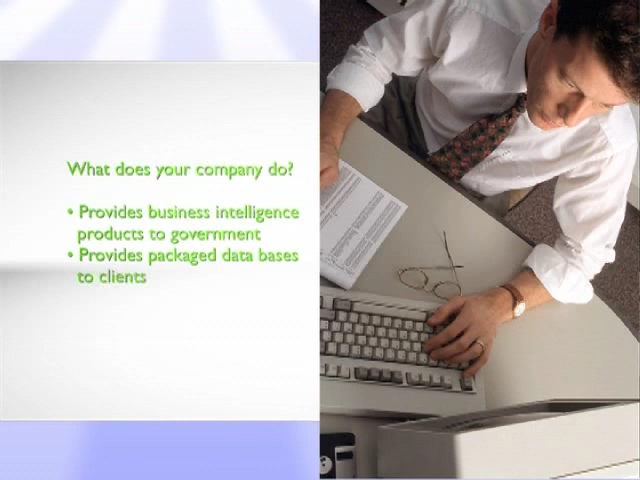 What does your company do?
• Provides business intelligence
products to government
• Provides packaged data bases
to clients